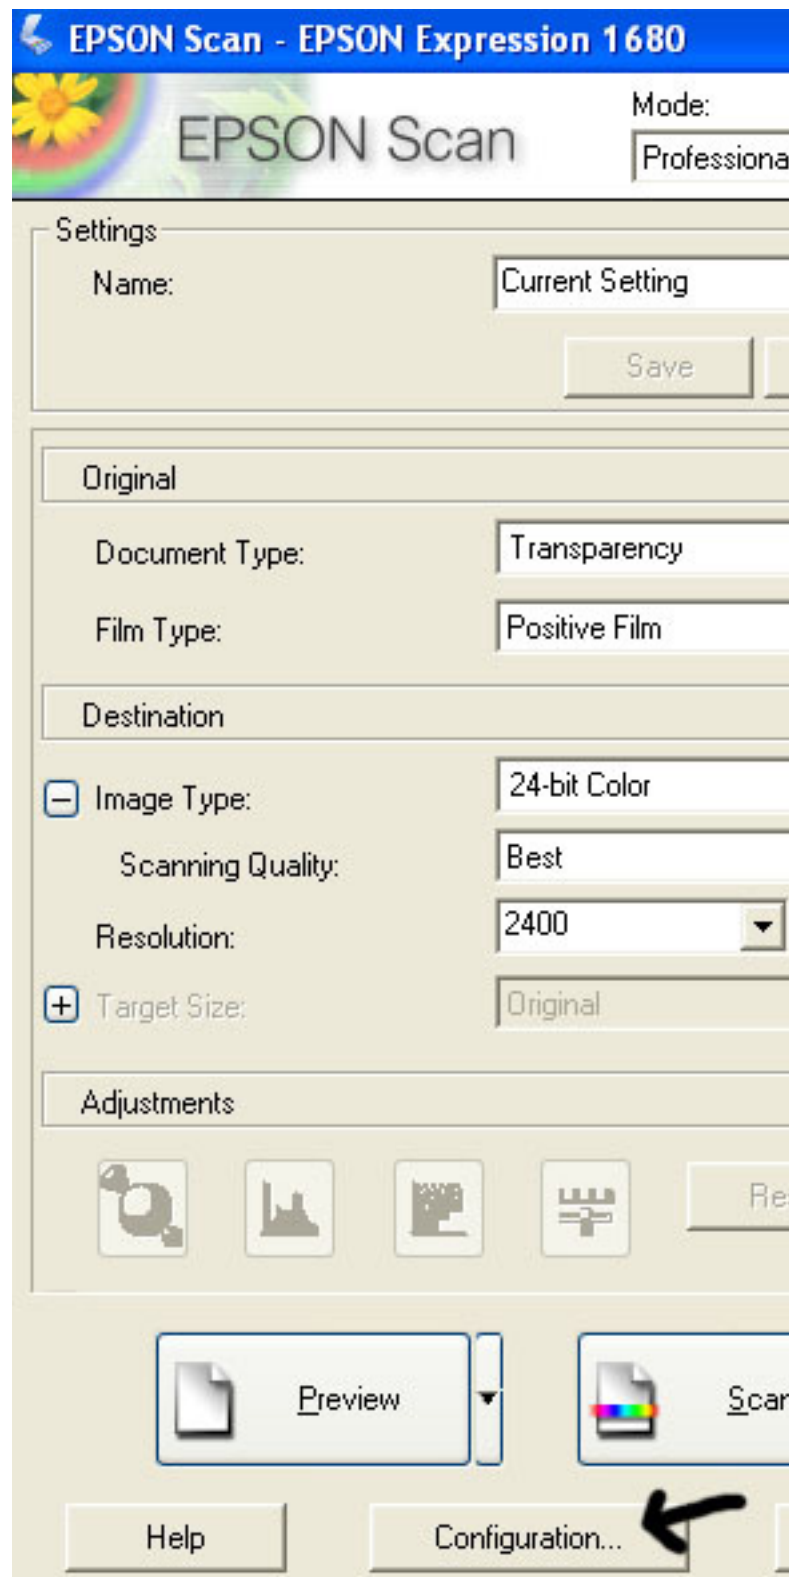 EPSON Scan - EPSON Expression 1680
EPSON Scan
Mode:
Professiona
Settings
Name:
Current Setting
Save
Original
Document Type:
Transparency
Film Type:
Positive Film
Destination
Image Type:
24-bit Color
Scanning Quality:
Best
Resolution:
2400
Target Size:
Original
Adjustments
Re
Preview
Scan
Help
Configuration...